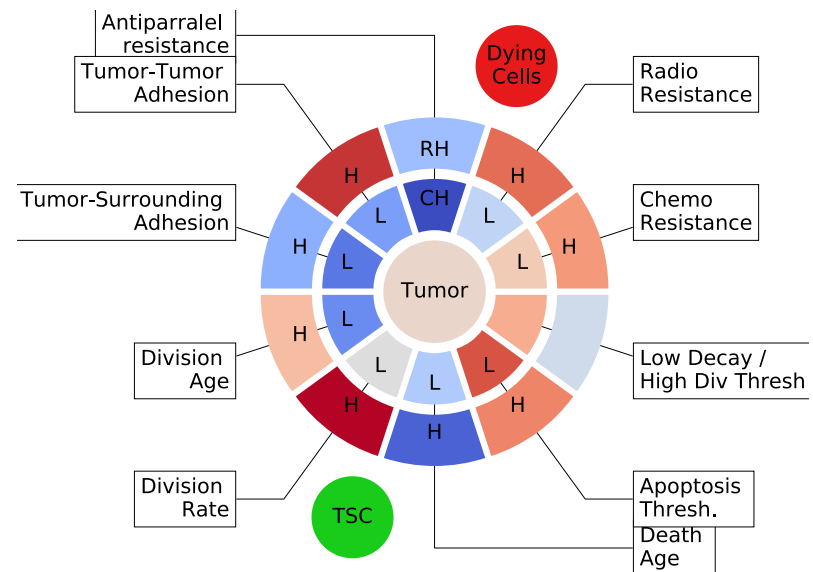 Antiparralel
resistance
Dying
Cells
Tumor-Tumor
Adhesion
Radio
Resistance
RH
H
H
CH
L
L
Tumor-Surrounding
Adhesion
Chemo
Resistance
H
H
L
L
Tumor
L
H
Division
Age
Low Decay /
High Div Thresh
L
L
L
H
H
H
Division
Rate
Apoptosis
Thresh.
TSC
Death
Age